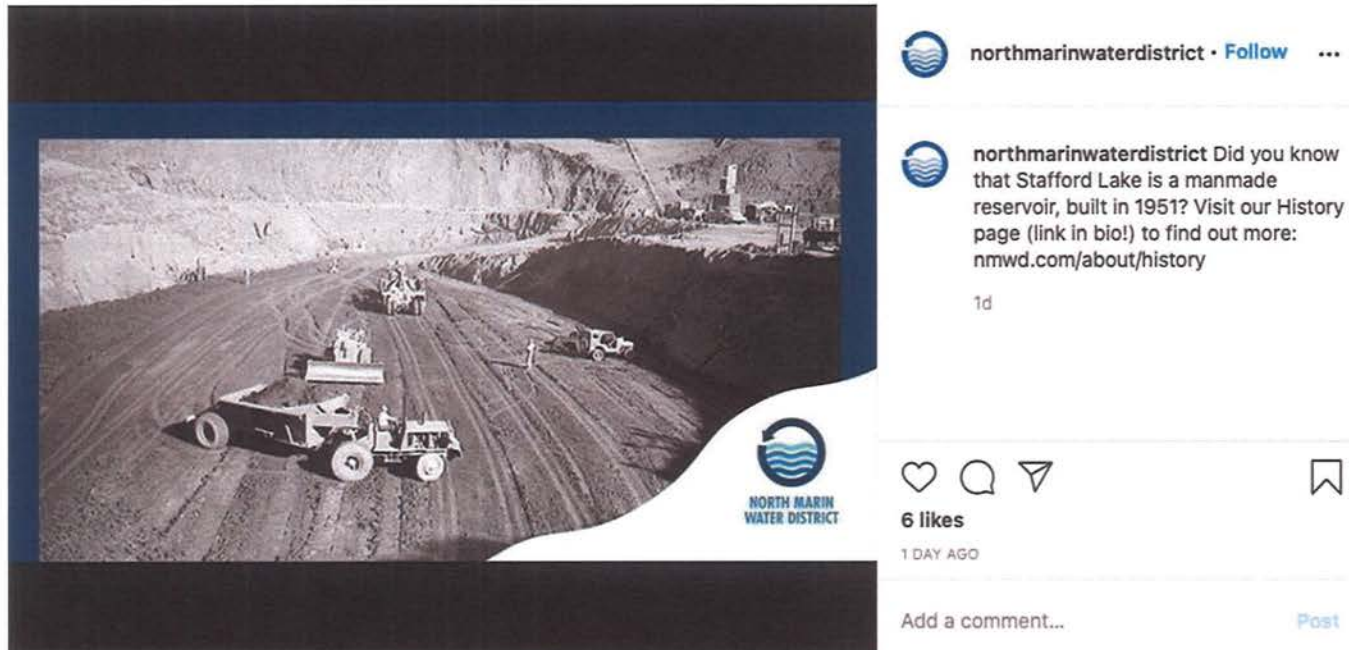 northmarinwaterdistrict • Follow ...
northmarinwaterdistrict Did you know
that Stafford Lake is a manmade
reservoir, built in 1951? Visit our History
page (link in bio!) to find out more:
nmwd.com/about/history
1d
NORTH MARIN
WATER DISTRICT
6 likes
1 DAY AGO
Add a comment... Post